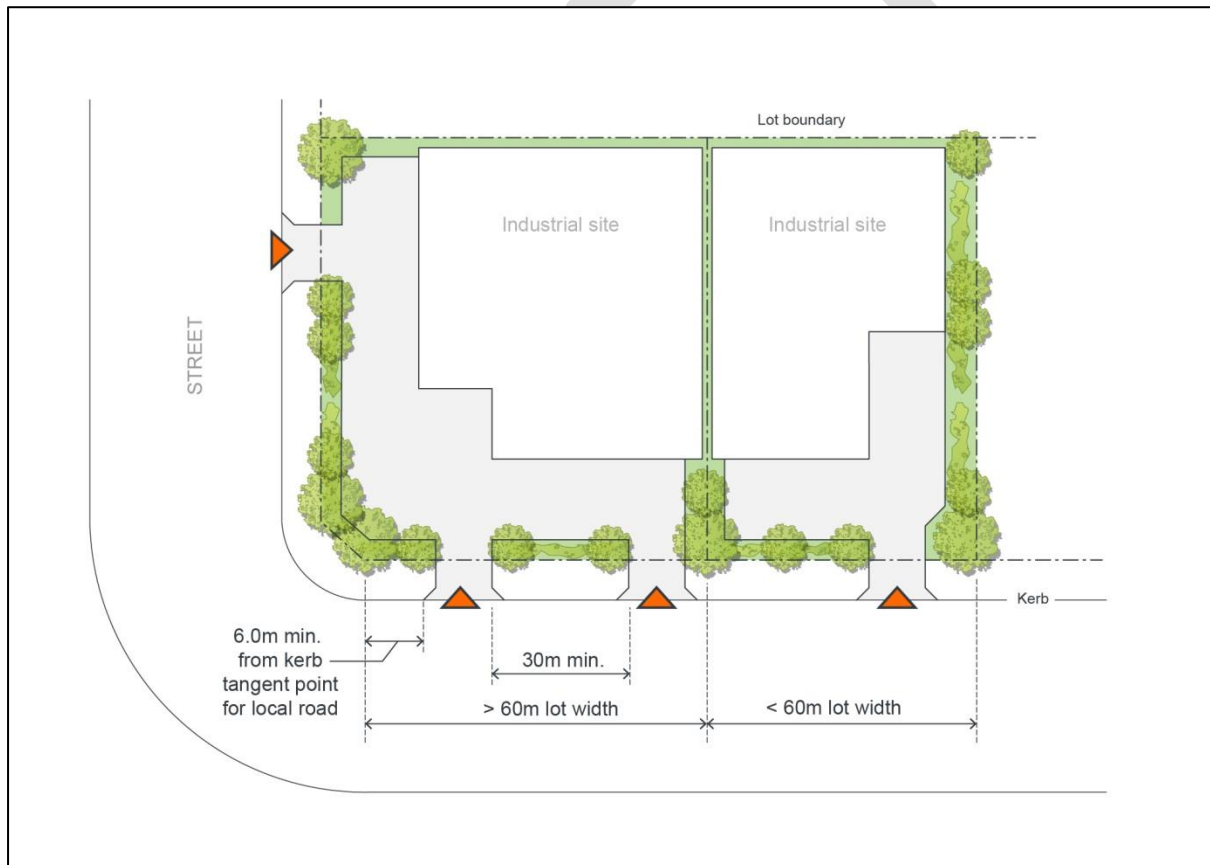 Lot boundary
Industrial site
Industrial site
STREET
Kerb
6.0m min.
from kerb
tangent point
for local road
30m min.
> 60m lot width
< 60m lot width